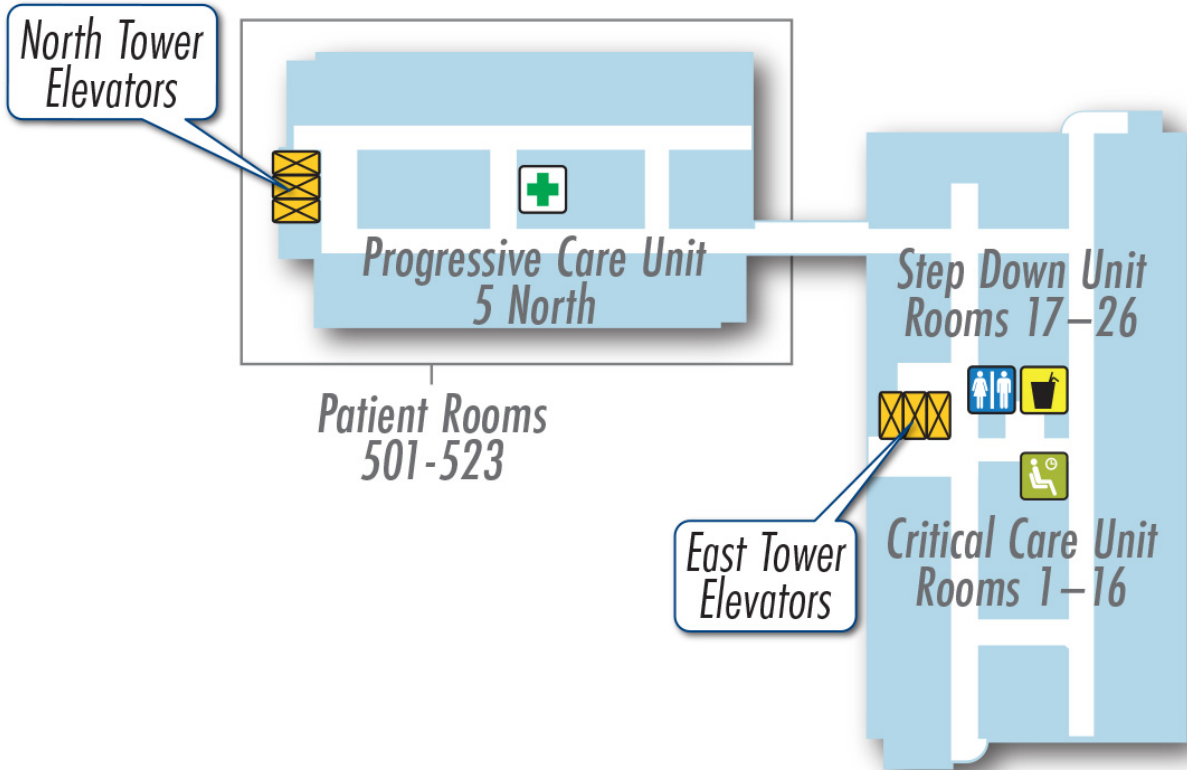 North Tower
Elevators
Progressive Care Unit
5 North
Patient Rooms
501-523
Step Down Unit
Rooms 17–26
East Tower
Elevators
Critical Care Unit
Rooms 1–16